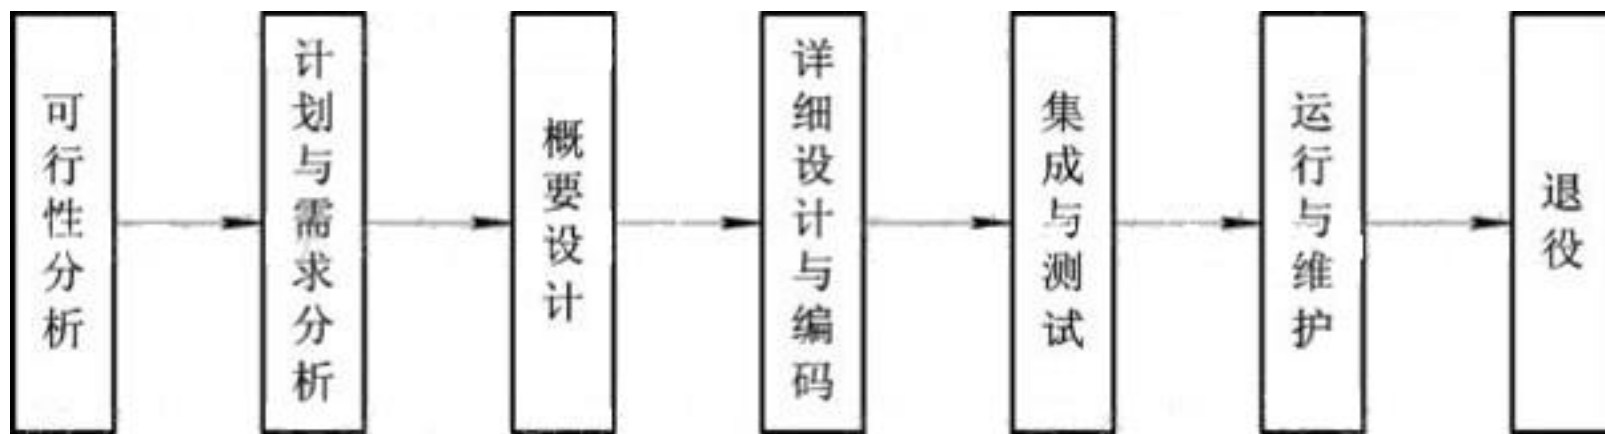 可行性分析
计划与需求分析
概要设计
详细设计与编码
集成与测试
运行与维护
退役